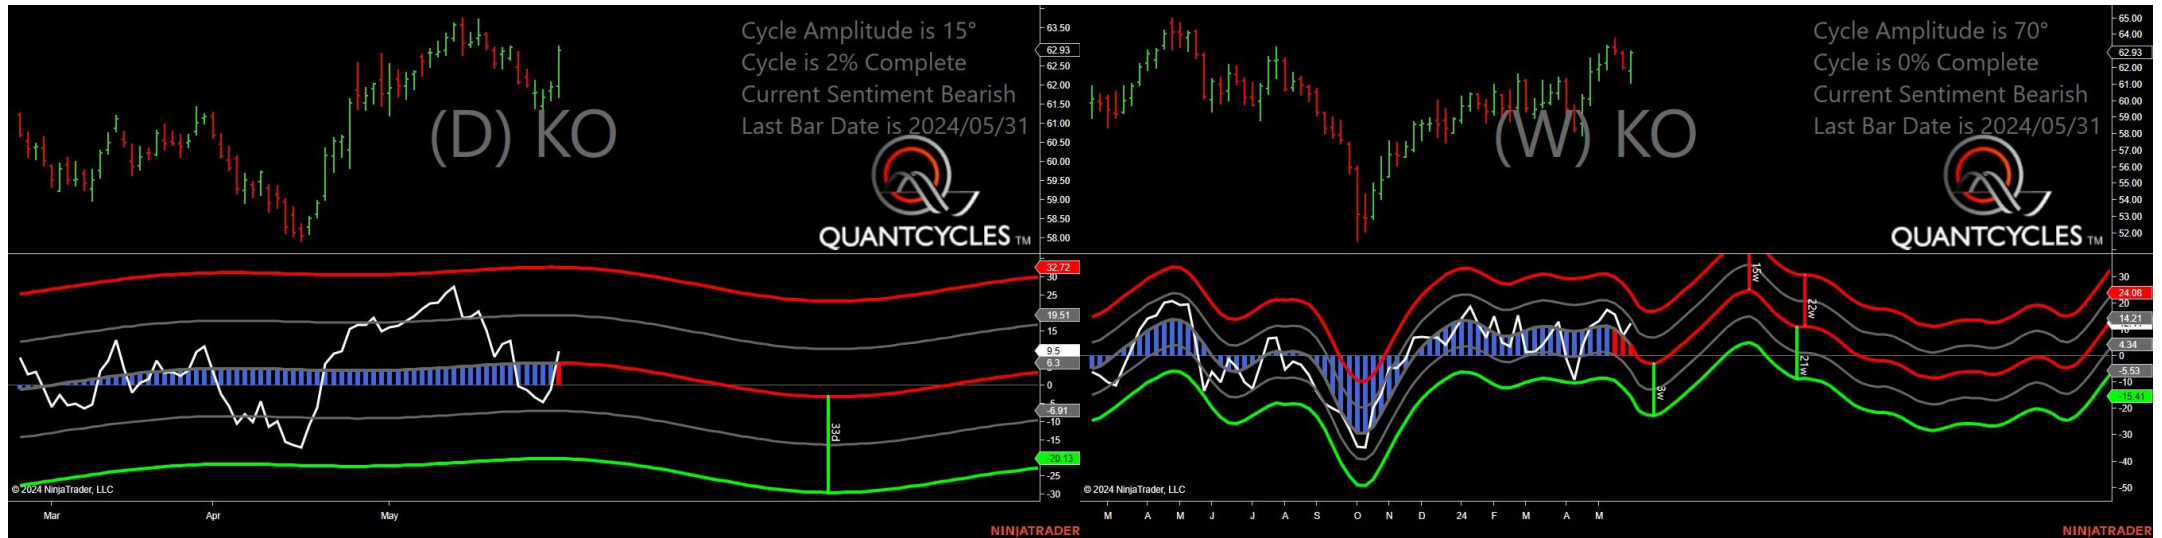 Cycle Amplitude is 15°
Cycle is 2% Complete
Current Sentiment Bearish
Last Bar Date is 2024/05/31
(D) KO
QUANTCYCLES TM
63.50
62.93
62.50
62.00
61.50
61.00
60.50
60.00
59.50
59.00
58.50
58.00
32.72
30
25
19.51
15
9.5
6.3
0
-5
-6.91
-10
-15
-20.13
-25
-30
33d
© 2024 NinjaTrader, LLC
Mar
Apr
May
NINJATRADER
Cycle Amplitude is 70°
Cycle is 0% Complete
Current Sentiment Bearish
Last Bar Date is 2024/05/31
(W) KO
QUANTCYCLES TM
65.00
64.00
62.93
62.00
61.00
60.00
59.00
58.00
57.00
56.00
55.00
54.00
53.00
52.00
15w
22w
21w
3w
30
24.08
20
14.21
10
4.34
0
-5.53
-10
-15.41
-20
-30
-40
-50
© 2024 NinjaTrader, LLC
M A M J J A S O N D 24 F M A M
NINJATRADER